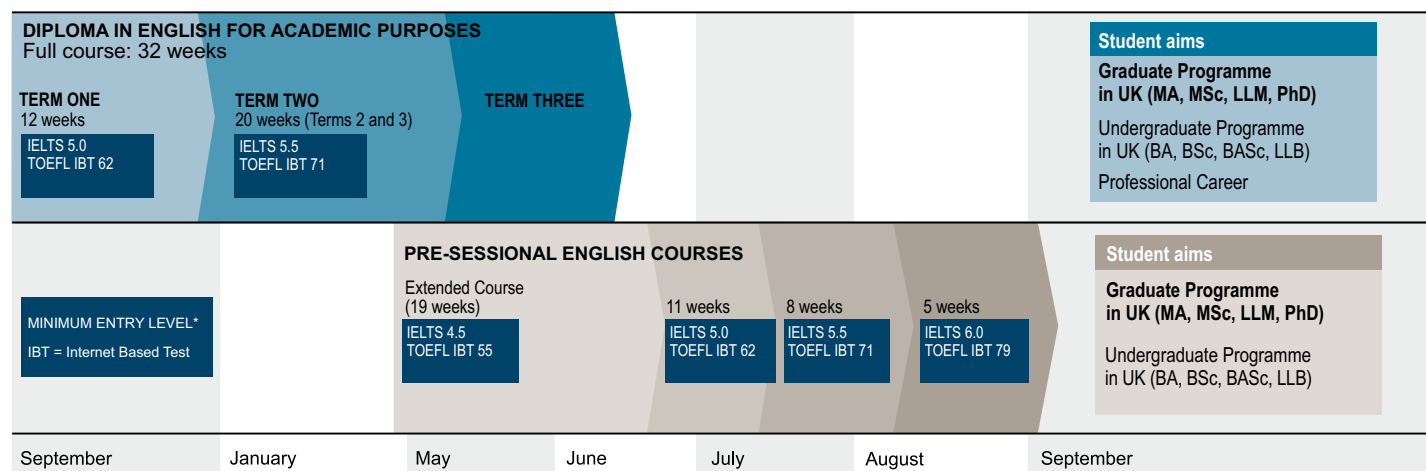 DIPLOMA IN ENGLISH FOR ACADEMIC PURPOSES
Full course: 32 weeks
TERM ONE
12 weeks
IELTS 5.0
TOEFL IBT 62
TERM TWO
20 weeks (Terms 2 and 3)
IELTS 5.5
TOEFL IBT 71
TERM THREE
Student aims
Graduate Programme
in UK (MA, MSc, LLM, PhD)
Undergraduate Programme
in UK (BA, BSc, BASc, LLB)
Professional Career
MINIMUM ENTRY LEVEL*
IBT = Internet Based Test
PRE-SESSIONAL ENGLISH COURSES
Extended Course
(19 weeks)
IELTS 4.5
TOEFL IBT 55
11 weeks
IELTS 5.0
TOEFL IBT 62
8 weeks
IELTS 5.5
TOEFL IBT 71
5 weeks
IELTS 6.0
TOEFL IBT 79
Student aims
Graduate Programme
in UK (MA, MSc, LLM, PhD)
Undergraduate Programme
in UK (BA, BSc, BASc, LLB)
September January May June July August September